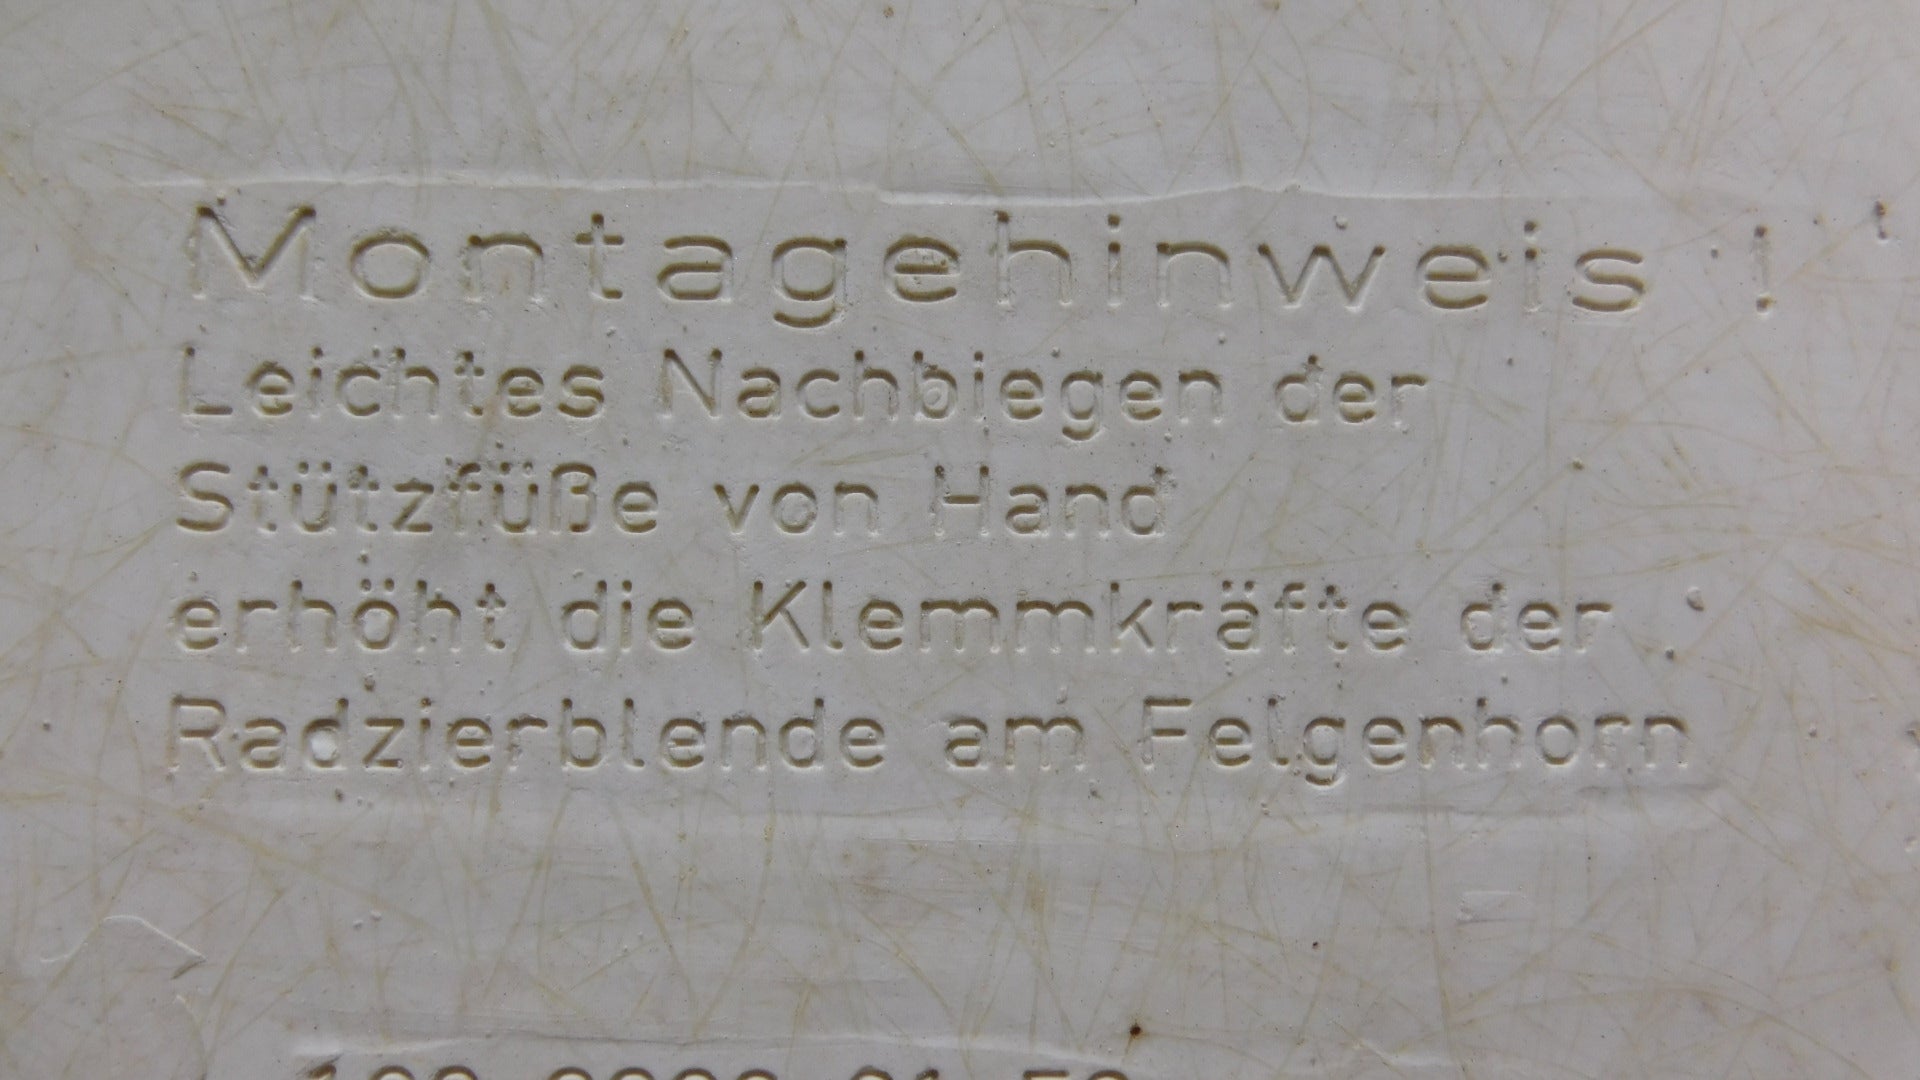 Montagehinweis !
Leichtes Nachbiegen der
Stützfüße von Hand
erhöht die Klemmkräfte der
Radzierblende am Felgenhorn